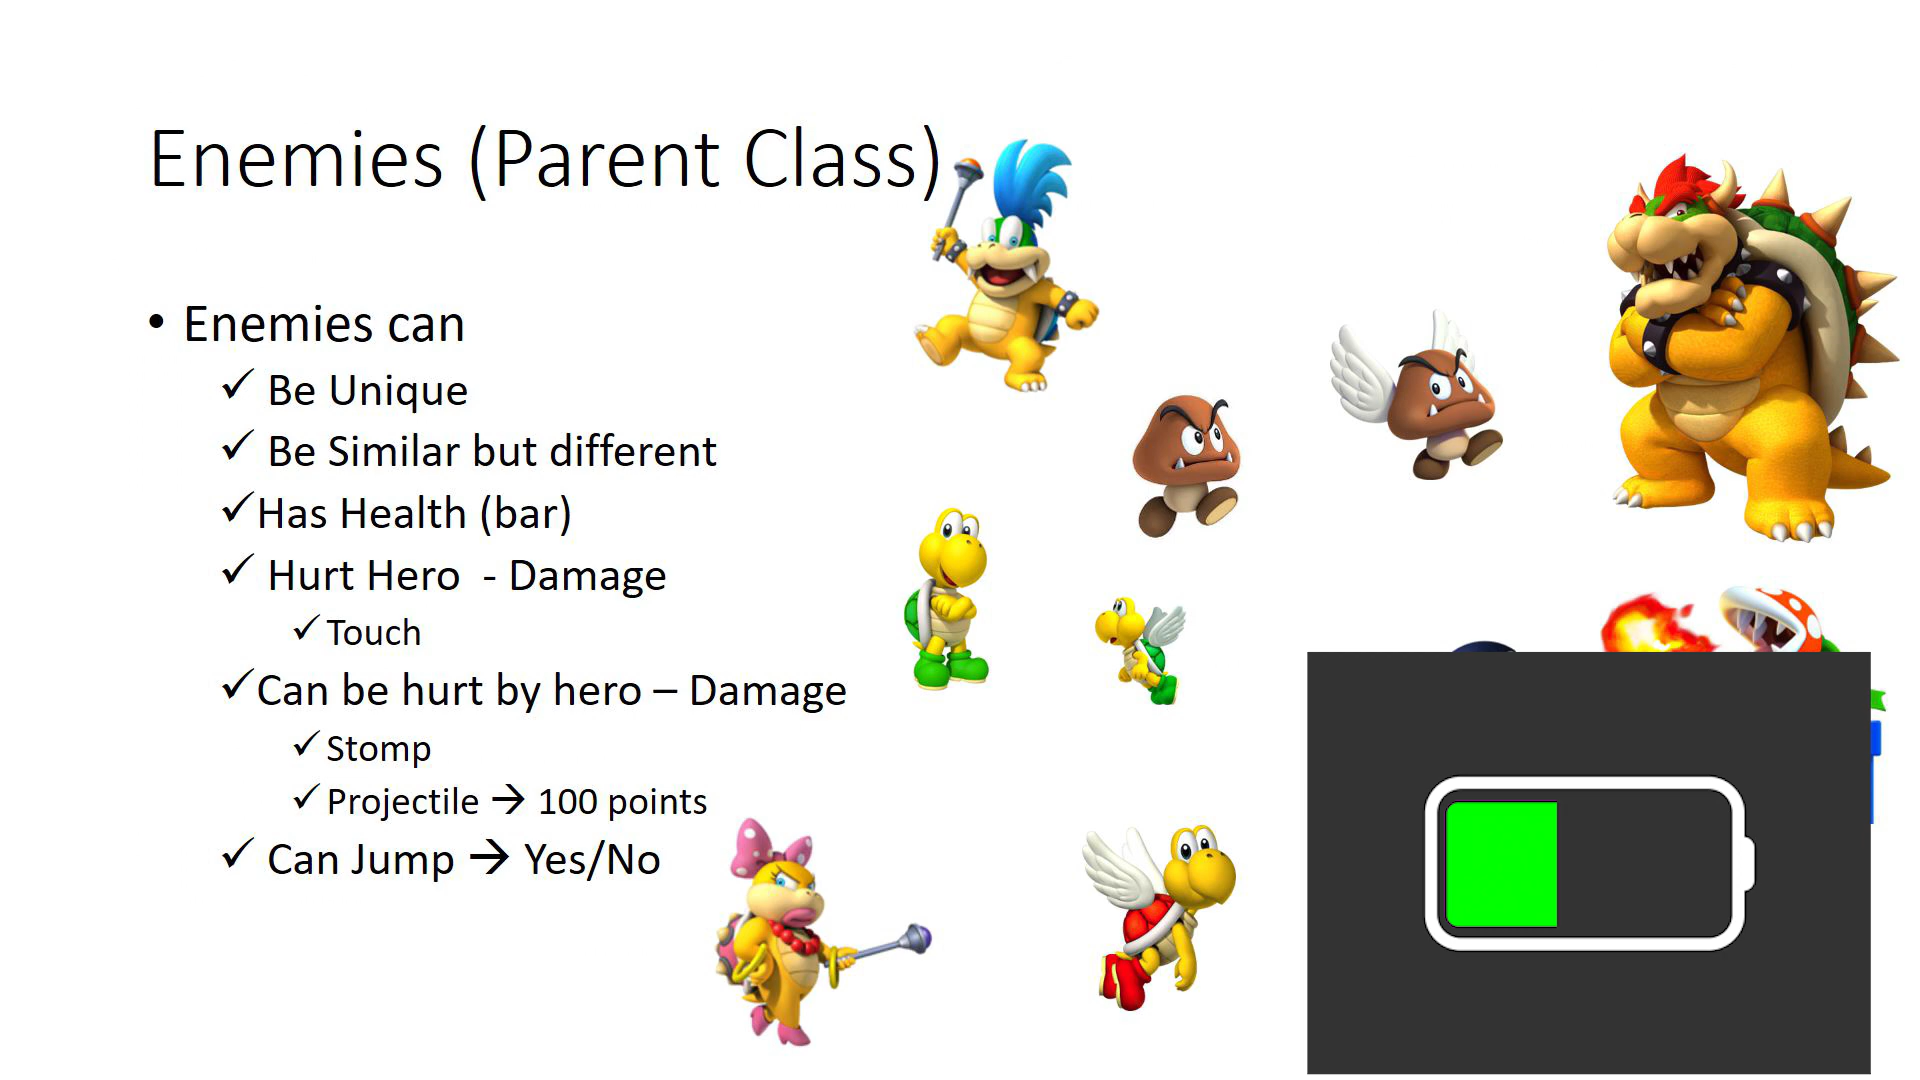 Enemies (Parent Class)
• Enemies can
✓ Be Unique
✓ Be Similar but different
✓Has Health (bar)
✓ Hurt Hero  - Damage
✓Touch
✓Can be hurt by hero – Damage
✓Stomp
✓Projectile → 100 points
✓ Can Jump → Yes/No